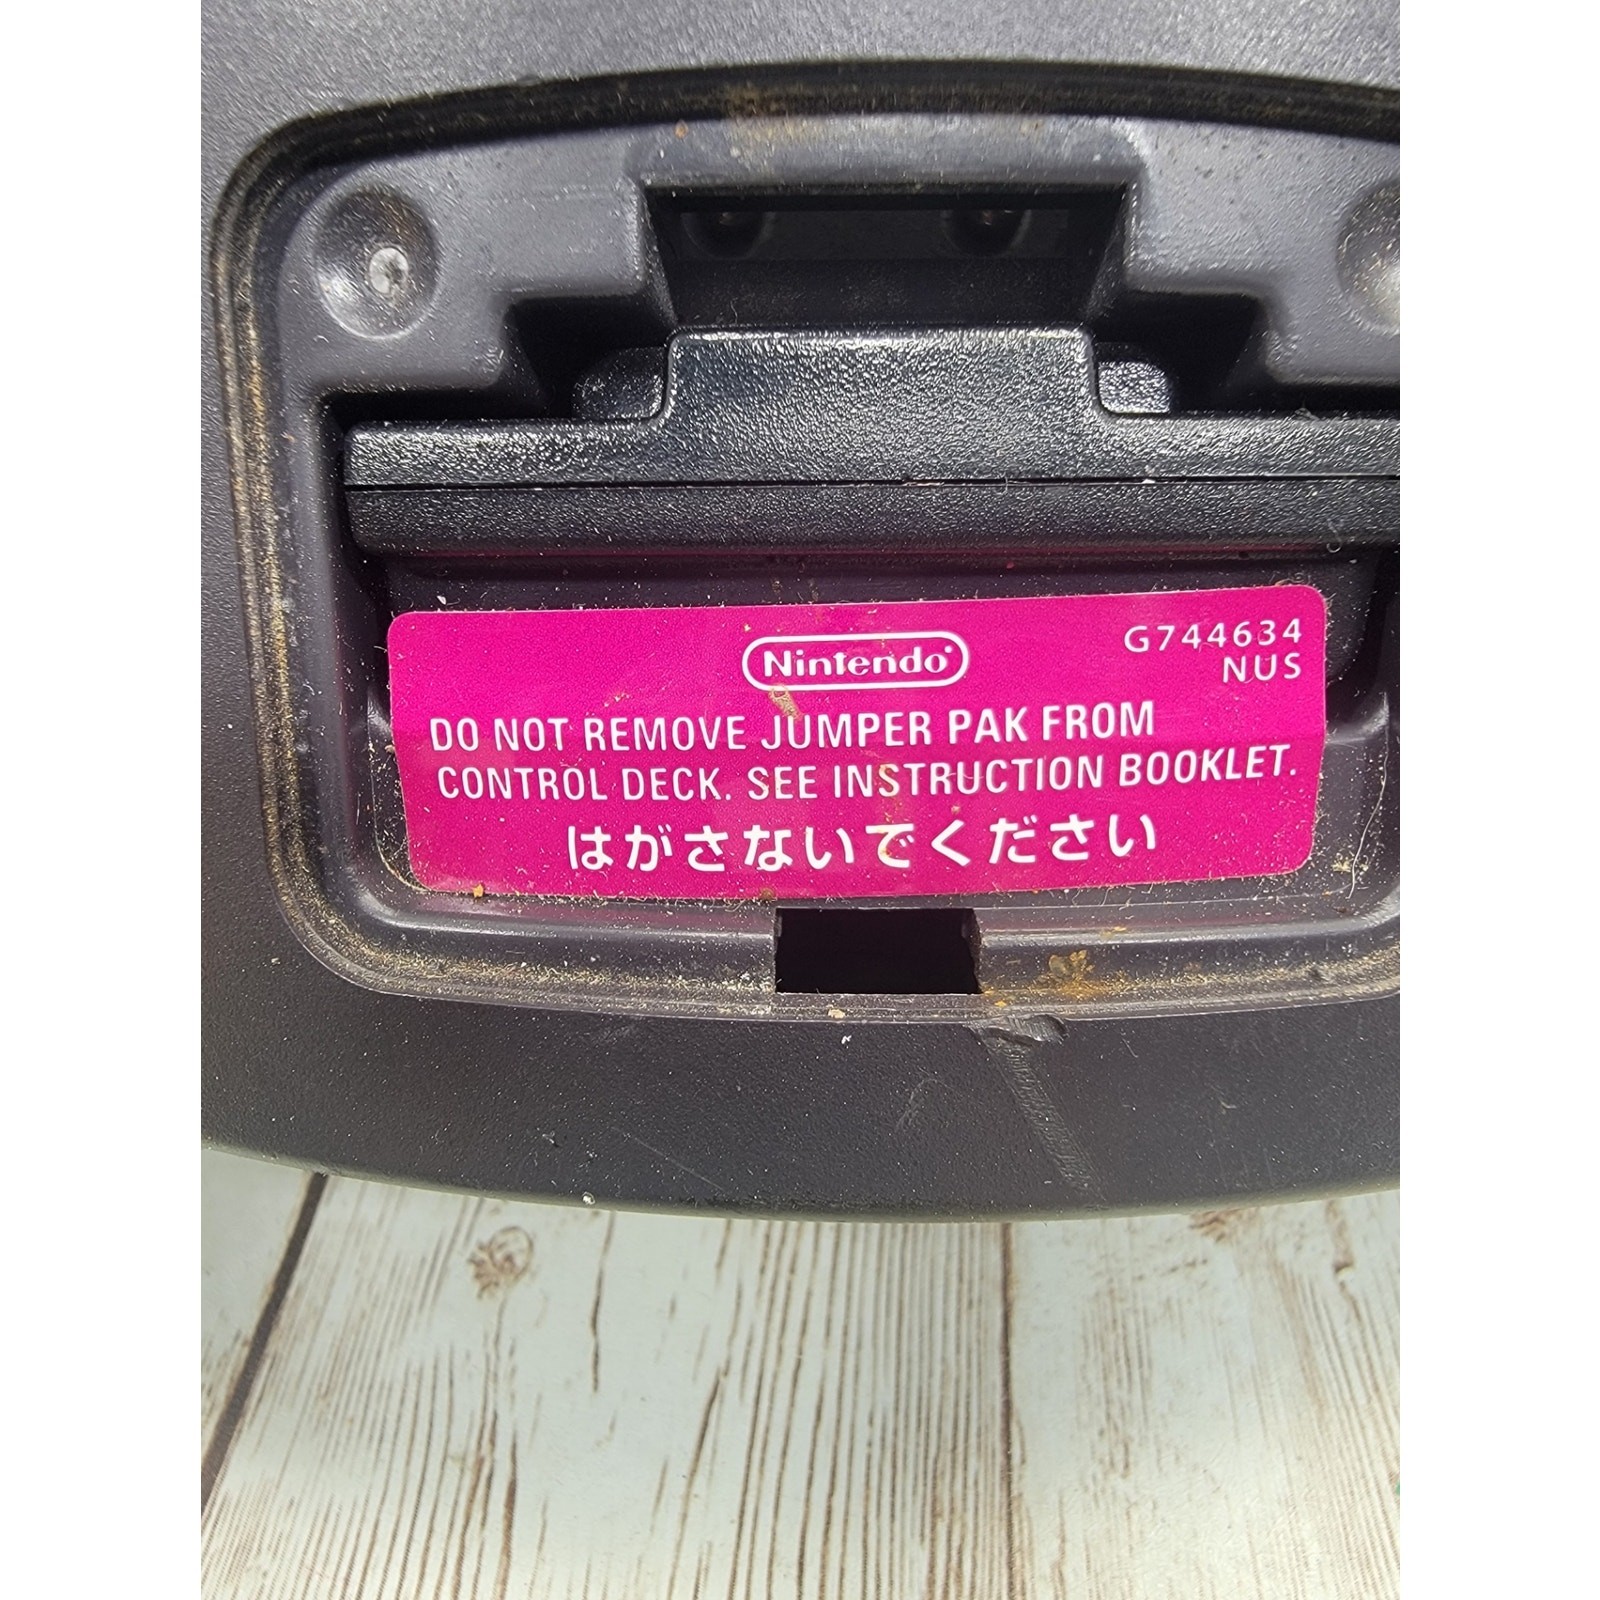 Nintendo
G744634
NUS
DO NOT REMOVE JUMPER PAK FROM
CONTROL DECK. SEE INSTRUCTION BOOKLET.
はがさないでください